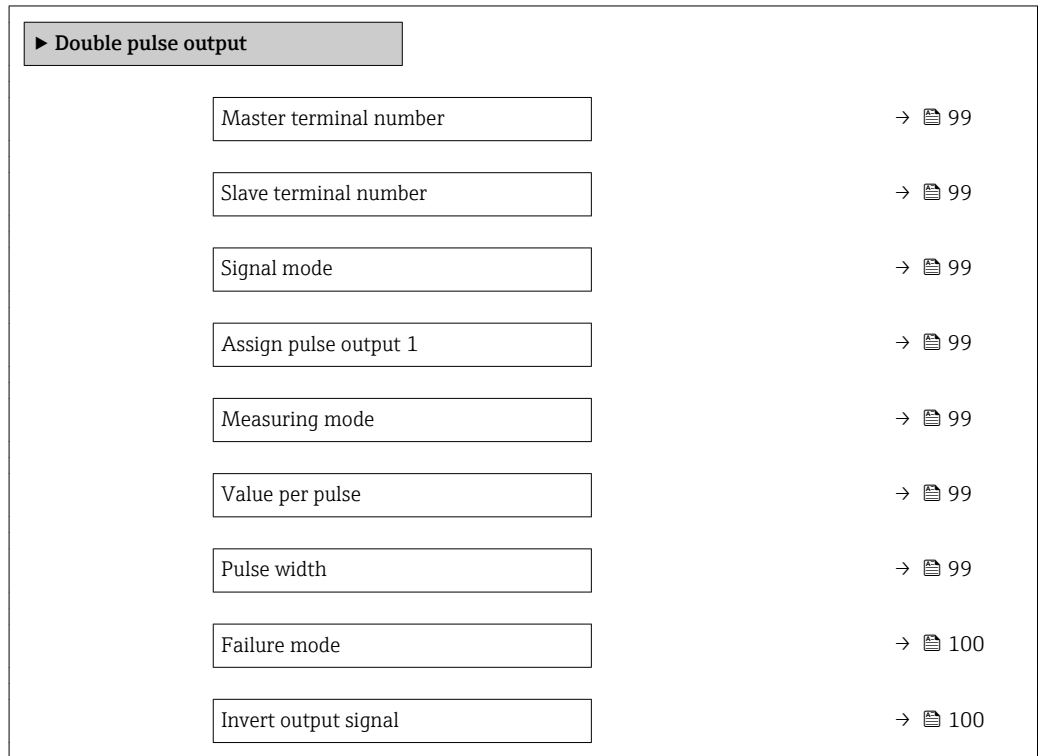 ▶ Double pulse output
Master terminal number → 99
Slave terminal number → 99
Signal mode → 99
Assign pulse output 1 → 99
Measuring mode → 99
Value per pulse → 99
Pulse width → 99
Failure mode → 100
Invert output signal → 100